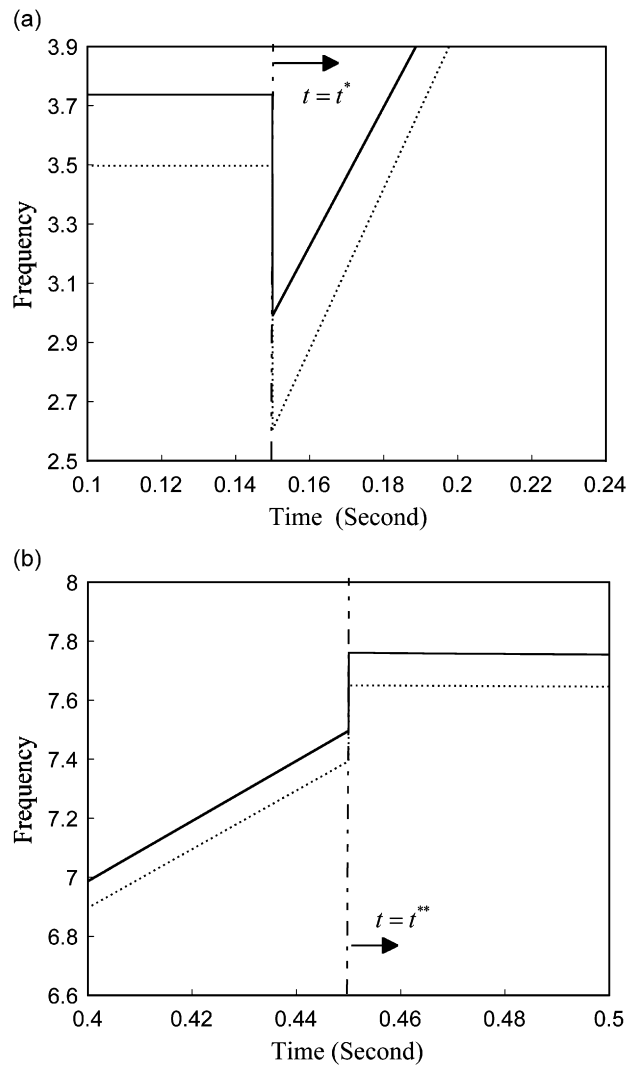 (a)
3.9
3.7
t = t*
3.5
3.3
Frequency
3.1
2.9
2.7
2.5
0.1 0.12 0.14 0.16 0.18 0.2 0.22 0.24
Time (Second)
(b)
8
7.8
7.6
7.4
Frequency
7.2
7
t = t**
6.8
6.6
0.4 0.42 0.44 0.46 0.48 0.5
Time (Second)